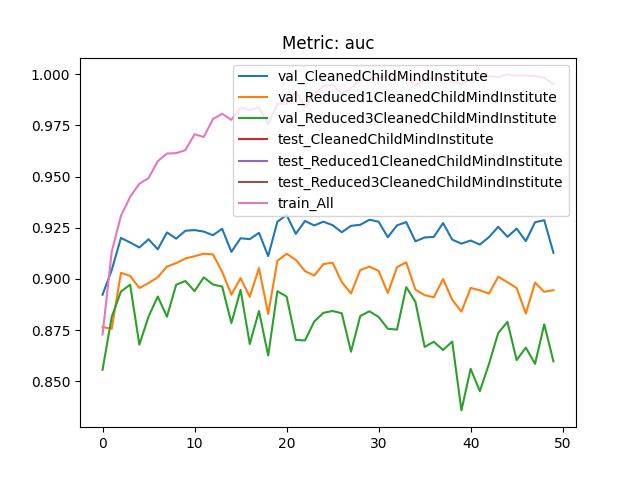 Metric: auc
val_CleanedChildMindInstitute
val_Reduced1CleanedChildMindInstitute
val_Reduced3CleanedChildMindInstitute
test_CleanedChildMindInstitute
test_Reduced1CleanedChildMindInstitute
test_Reduced3CleanedChildMindInstitute
train_All
1.000
0.975
0.950
0.925
0.900
0.875
0.850
0 10 20 30 40 50